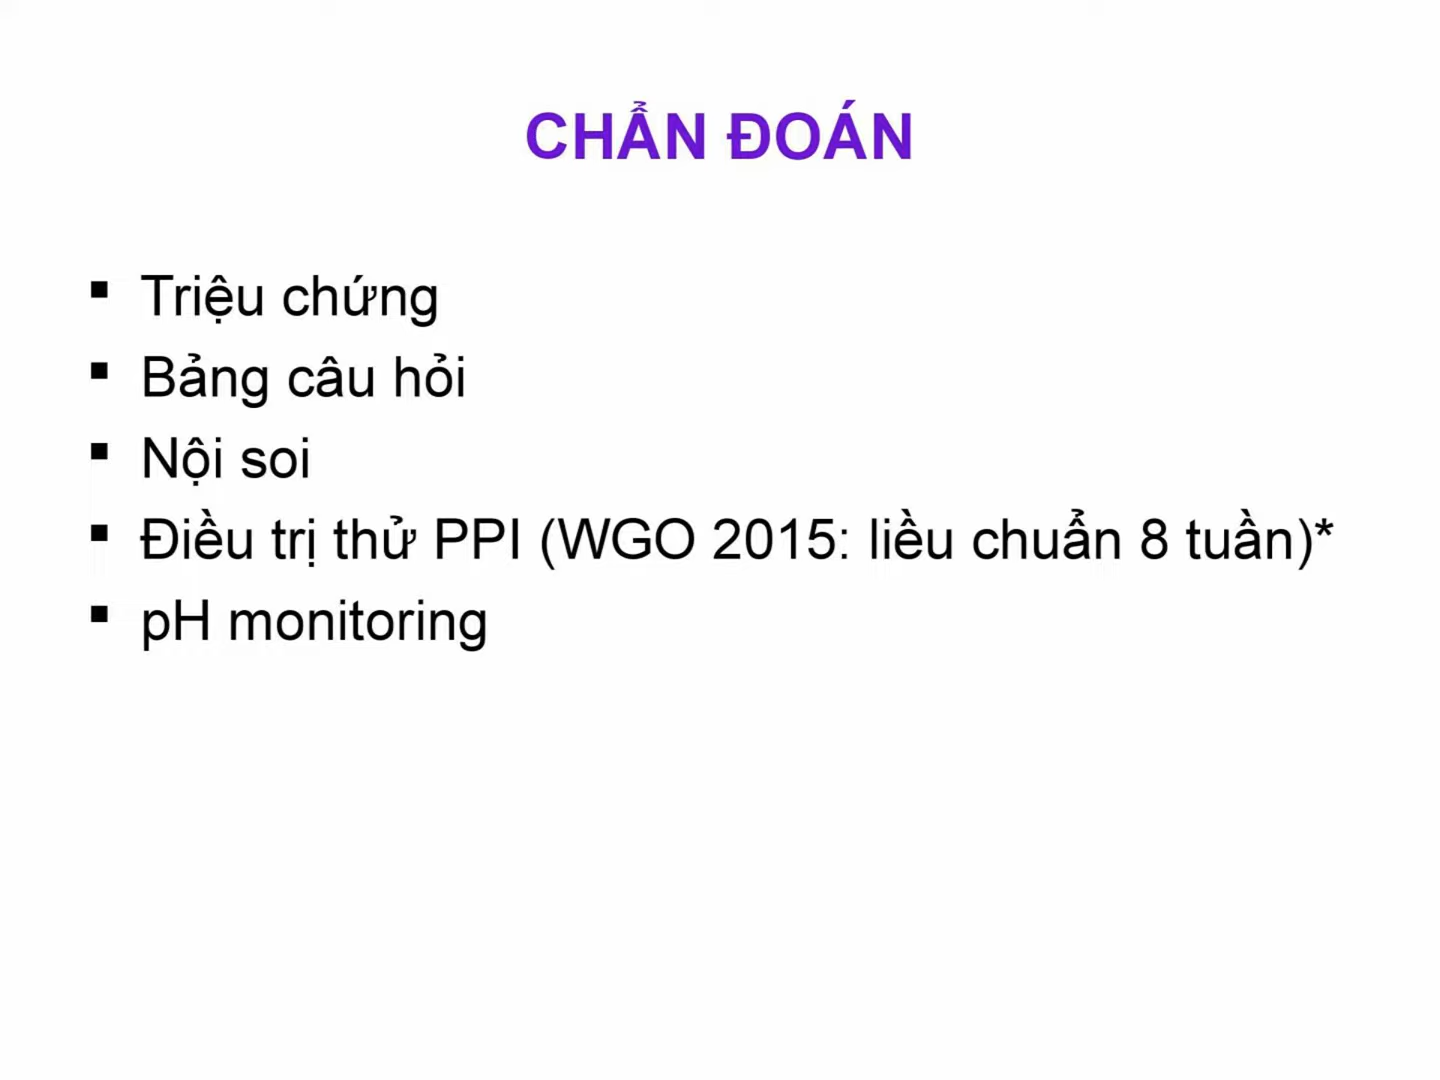 CHẨN ĐOÁN
▪ Triệu chứng
▪ Bảng câu hỏi
▪ Nội soi
▪ Điều trị thử PPI (WGO 2015: liều chuẩn 8 tuần)*
▪ pH monitoring